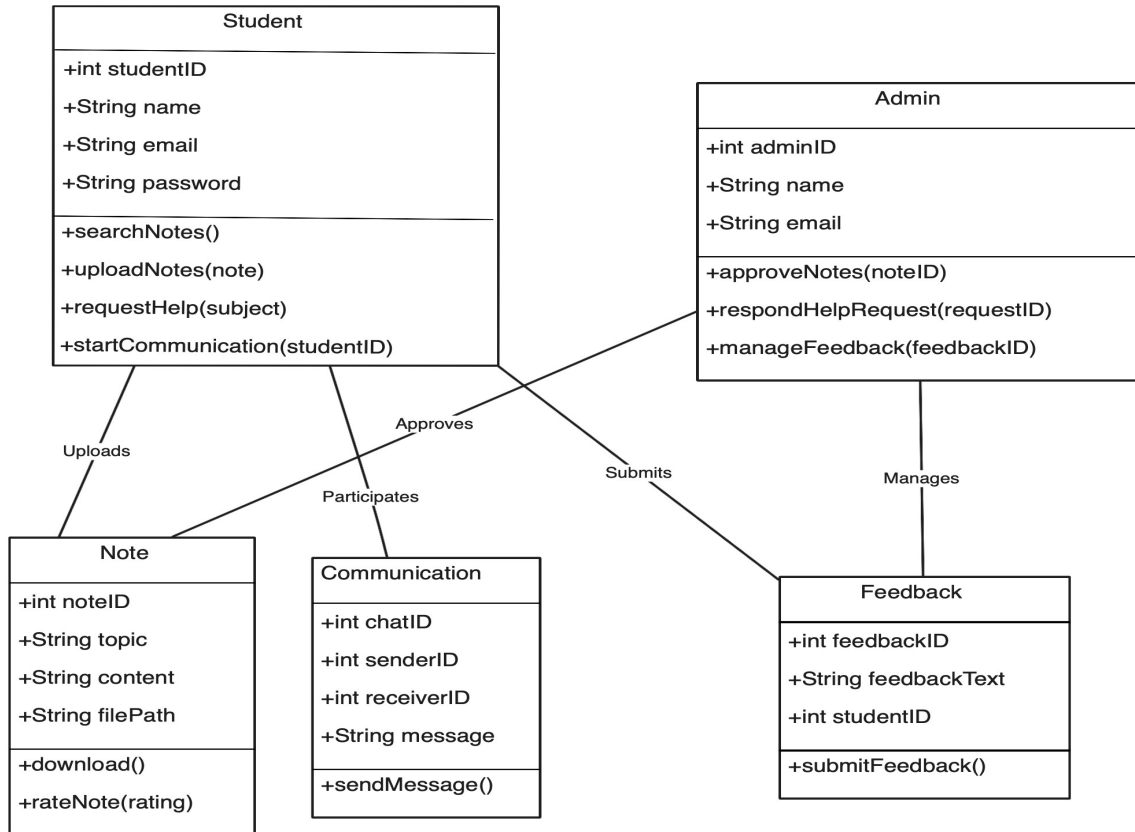 Student
+int studentID
+String name
+String email
+String password
+searchNotes()
+uploadNotes(note)
+requestHelp(subject)
+startCommunication(studentID)
Admin
+int adminID
+String name
+String email
+approveNotes(noteID)
+respondHelpRequest(requestID)
+manageFeedback(feedbackID)
Uploads
Approves
Participates
Submits
Manages
Note
+int noteID
+String topic
+String content
+String filePath
+download()
+rateNote(rating)
Communication
+int chatID
+int senderID
+int receiverID
+String message
+sendMessage()
Feedback
+int feedbackID
+String feedbackText
+int studentID
+submitFeedback()